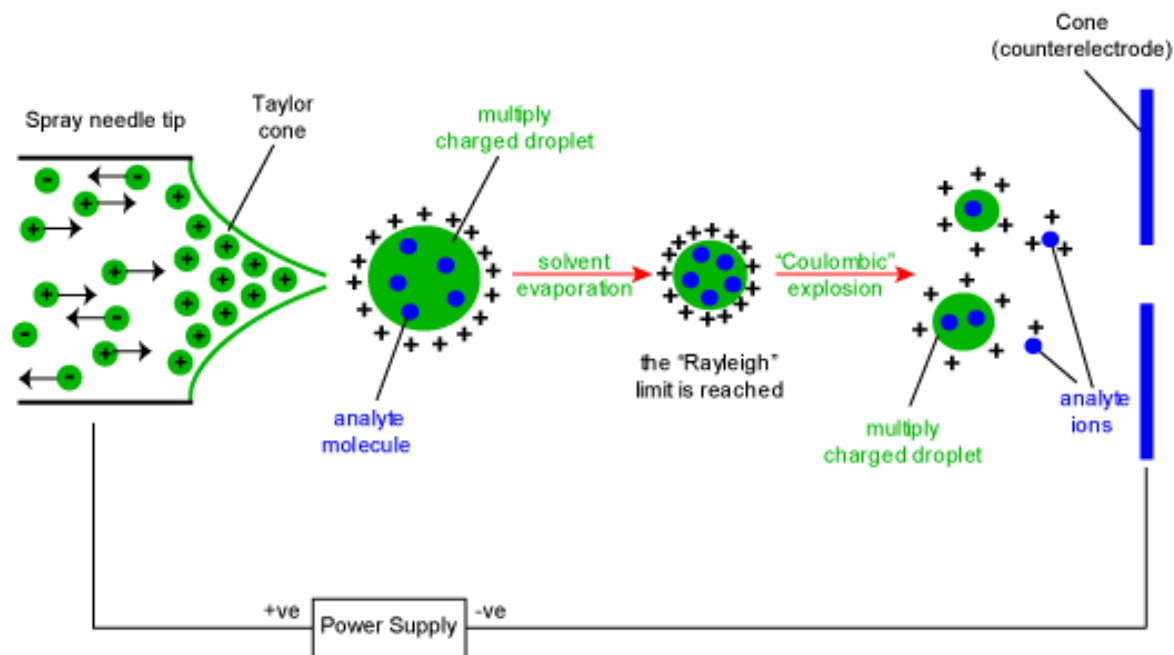 Cone
(counterelectrode)
Spray needle tip
Taylor
cone
multiply
charged droplet
solvent
evaporation
"Coulombic"
explosion
the "Rayleigh"
limit is reached
analyte
molecule
multiply
charged droplet
analyte
ions
+ve
Power Supply
-ve